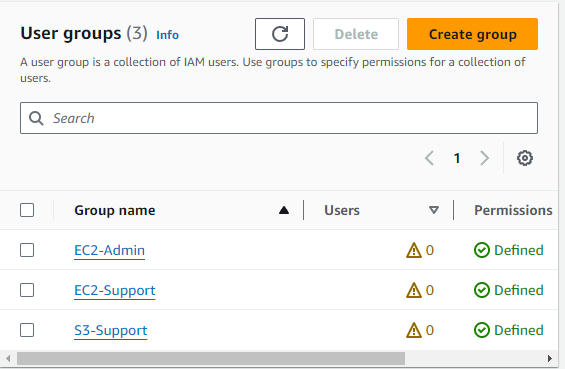 User groups (3) Info
Delete
Create group
A user group is a collection of IAM users. Use groups to specify permissions for a collection of
users.
Search
1
Group name Users Permissions
EC2-Admin 0 Defined
EC2-Support 0 Defined
S3-Support 0 Defined